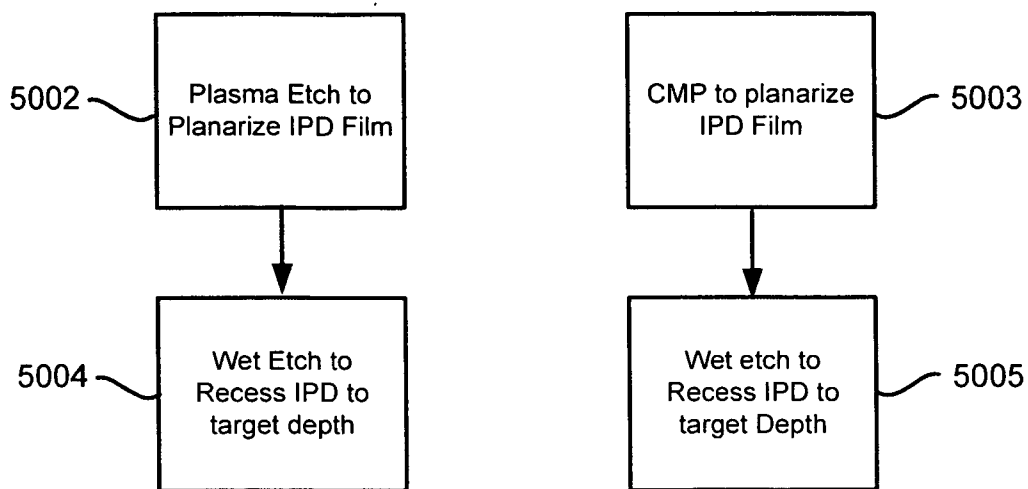 5002
Plasma Etch to
Planarize IPD Film
CMP to planarize
IPD Film
5003
5004
Wet Etch to
Recess IPD to
target depth
Wet etch to
Recess IPD to
target Depth
5005